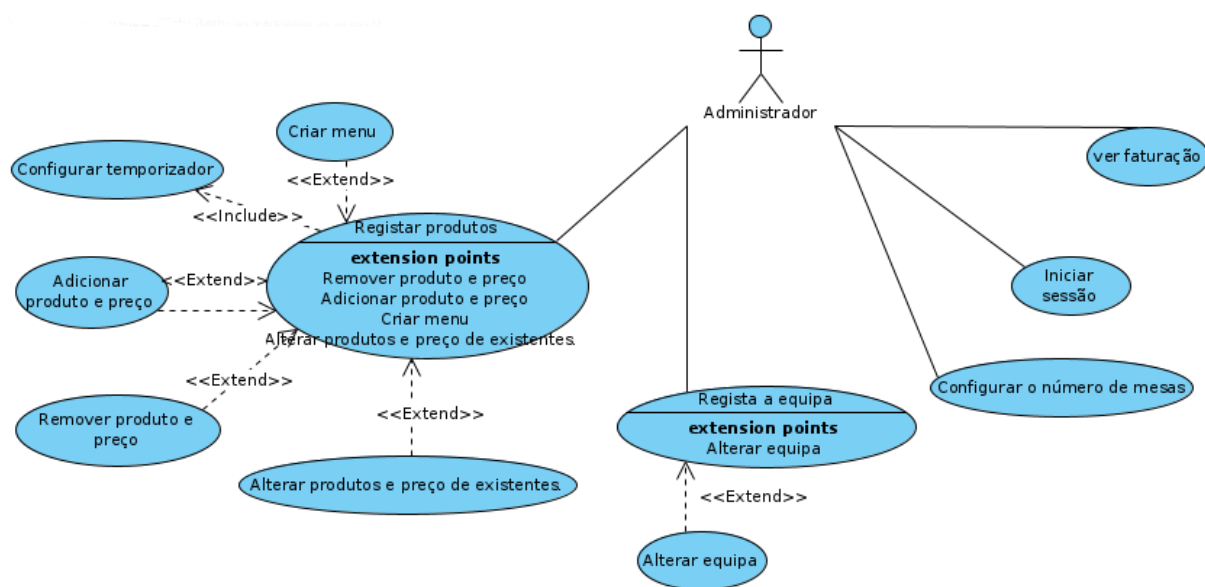 Administrador
Criar menu
ver faturação
Configurar temporizador
<<Extend>>
<<Include>>
Registar produtos
extension points
Remover produto e preço
Adicionar produto e preço
Criar menu
Alterar produtos e preço de existentes.
Adicionar
produto e preço
<<Extend>>
Iniciar
sessão
<<Extend>>
Remover produto e
preço
<<Extend>>
Alterar produtos e preço de existentes.
Configurar o número de mesas
Regista a equipa
extension points
Alterar equipa
<<Extend>>
Alterar equipa